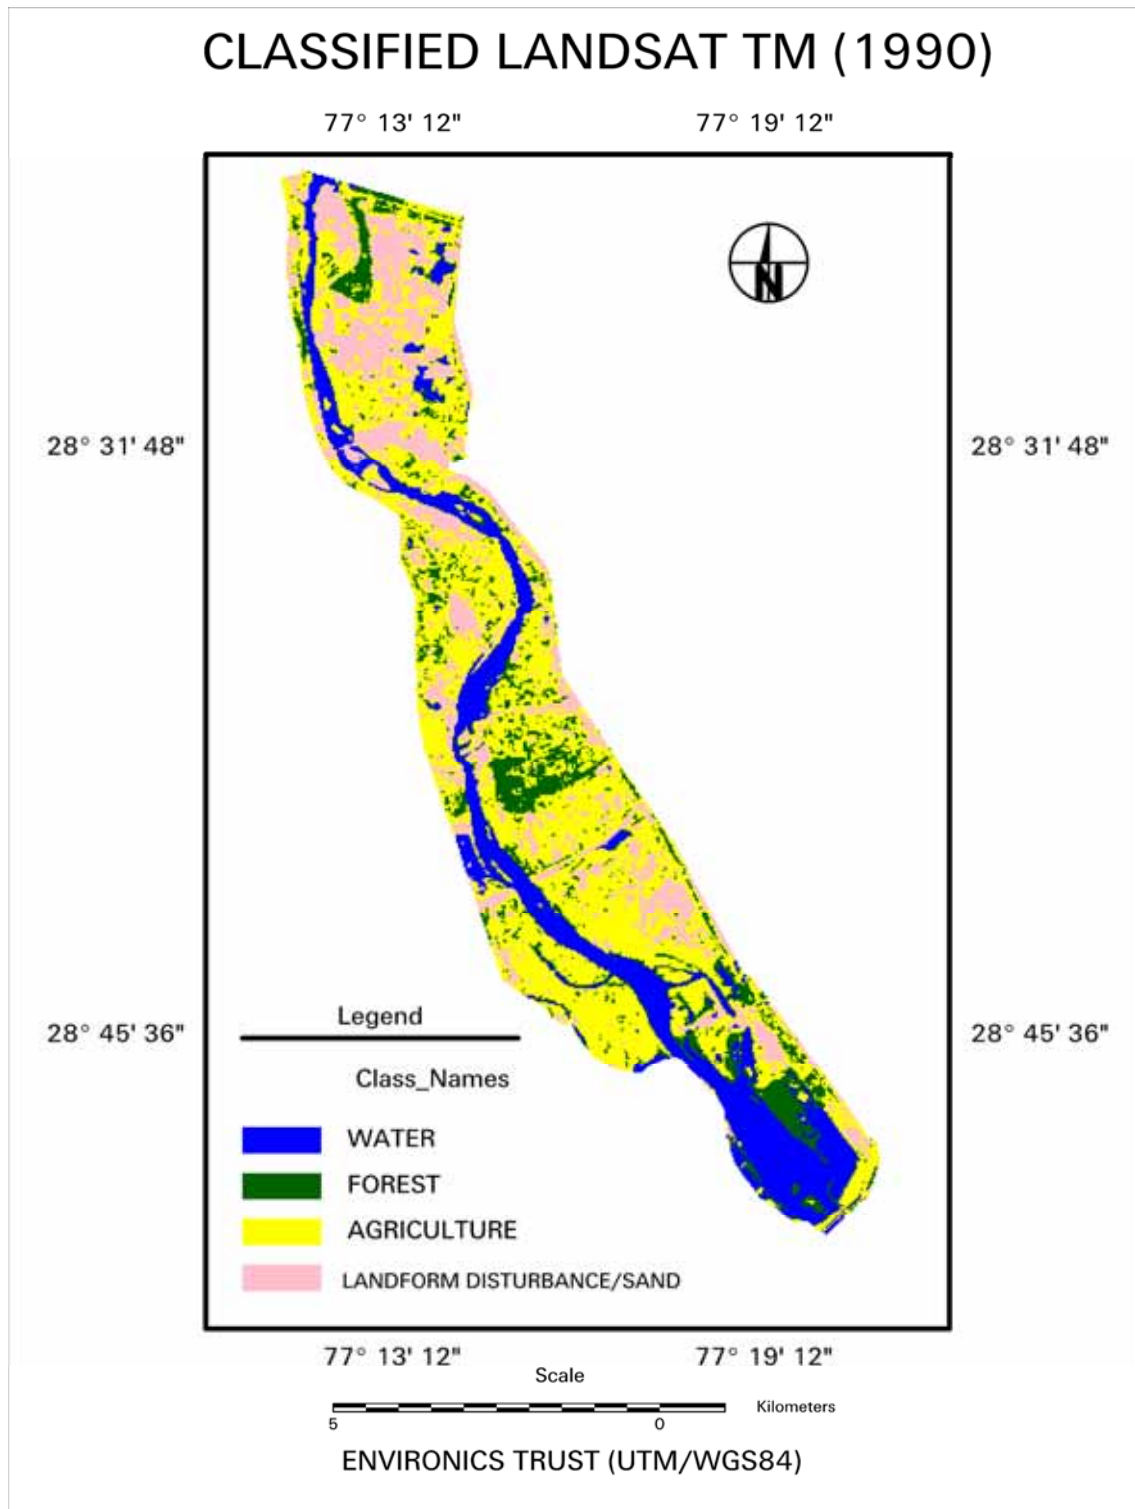 CLASSIFIED LANDSAT TM (1990)
77° 13' 12" 77° 19' 12"
N
28° 31' 48" 28° 31' 48"
28° 45' 36" 28° 45' 36"
Legend
Class_Names
WATER
FOREST
AGRICULTURE
LANDFORM DISTURBANCE/SAND
77° 13' 12" 77° 19' 12"
Scale
Kilometers
5 0
ENVIRONICS TRUST (UTM/WGS84)